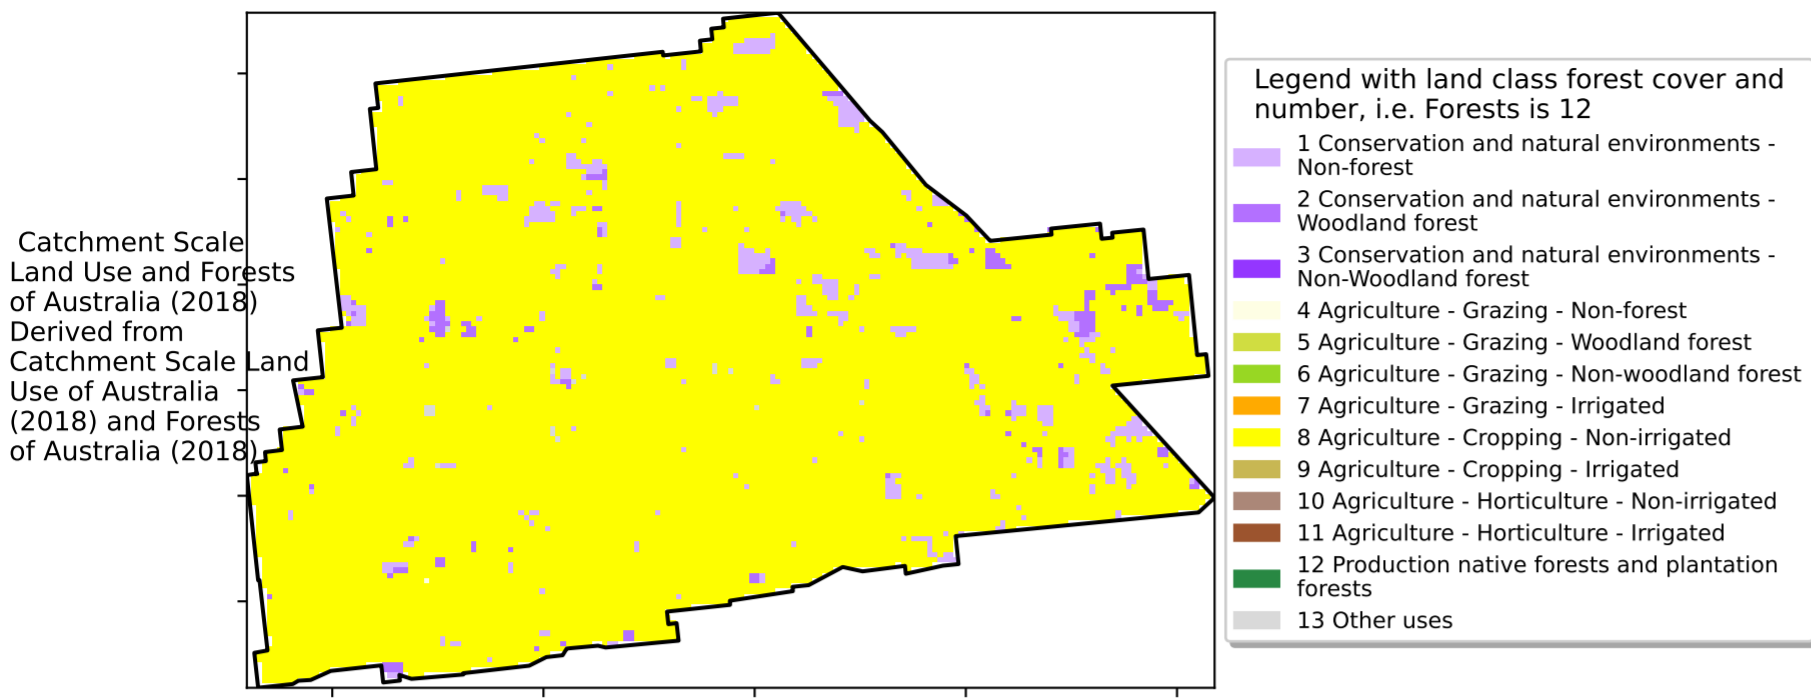 Catchment Scale
Land Use and Forests
of Australia (2018)
Derived from
Catchment Scale Land
Use of Australia
(2018) and Forests
of Australia (2018)
Legend with land class forest cover and
number, i.e. Forests is 12
1 Conservation and natural environments -
Non-forest
2 Conservation and natural environments -
Woodland forest
3 Conservation and natural environments -
Non-Woodland forest
4 Agriculture - Grazing - Non-forest
5 Agriculture - Grazing - Woodland forest
6 Agriculture - Grazing - Non-woodland forest
7 Agriculture - Grazing - Irrigated
8 Agriculture - Cropping - Non-irrigated
9 Agriculture - Cropping - Irrigated
10 Agriculture - Horticulture - Non-irrigated
11 Agriculture - Horticulture - Irrigated
12 Production native forests and plantation
forests
13 Other uses